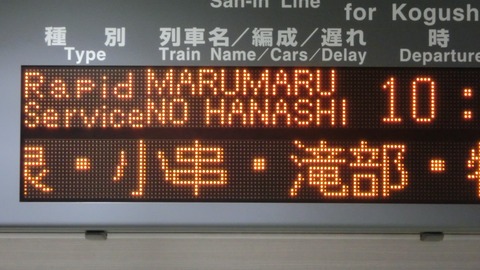 San-in Line
for Kogush
種 別 列車名／編成／遅れ 時
Type Train Name/Cars/Delay Departure
Rapid MARUMARU 10:
Service NO HANASHI
・小串・滝部・